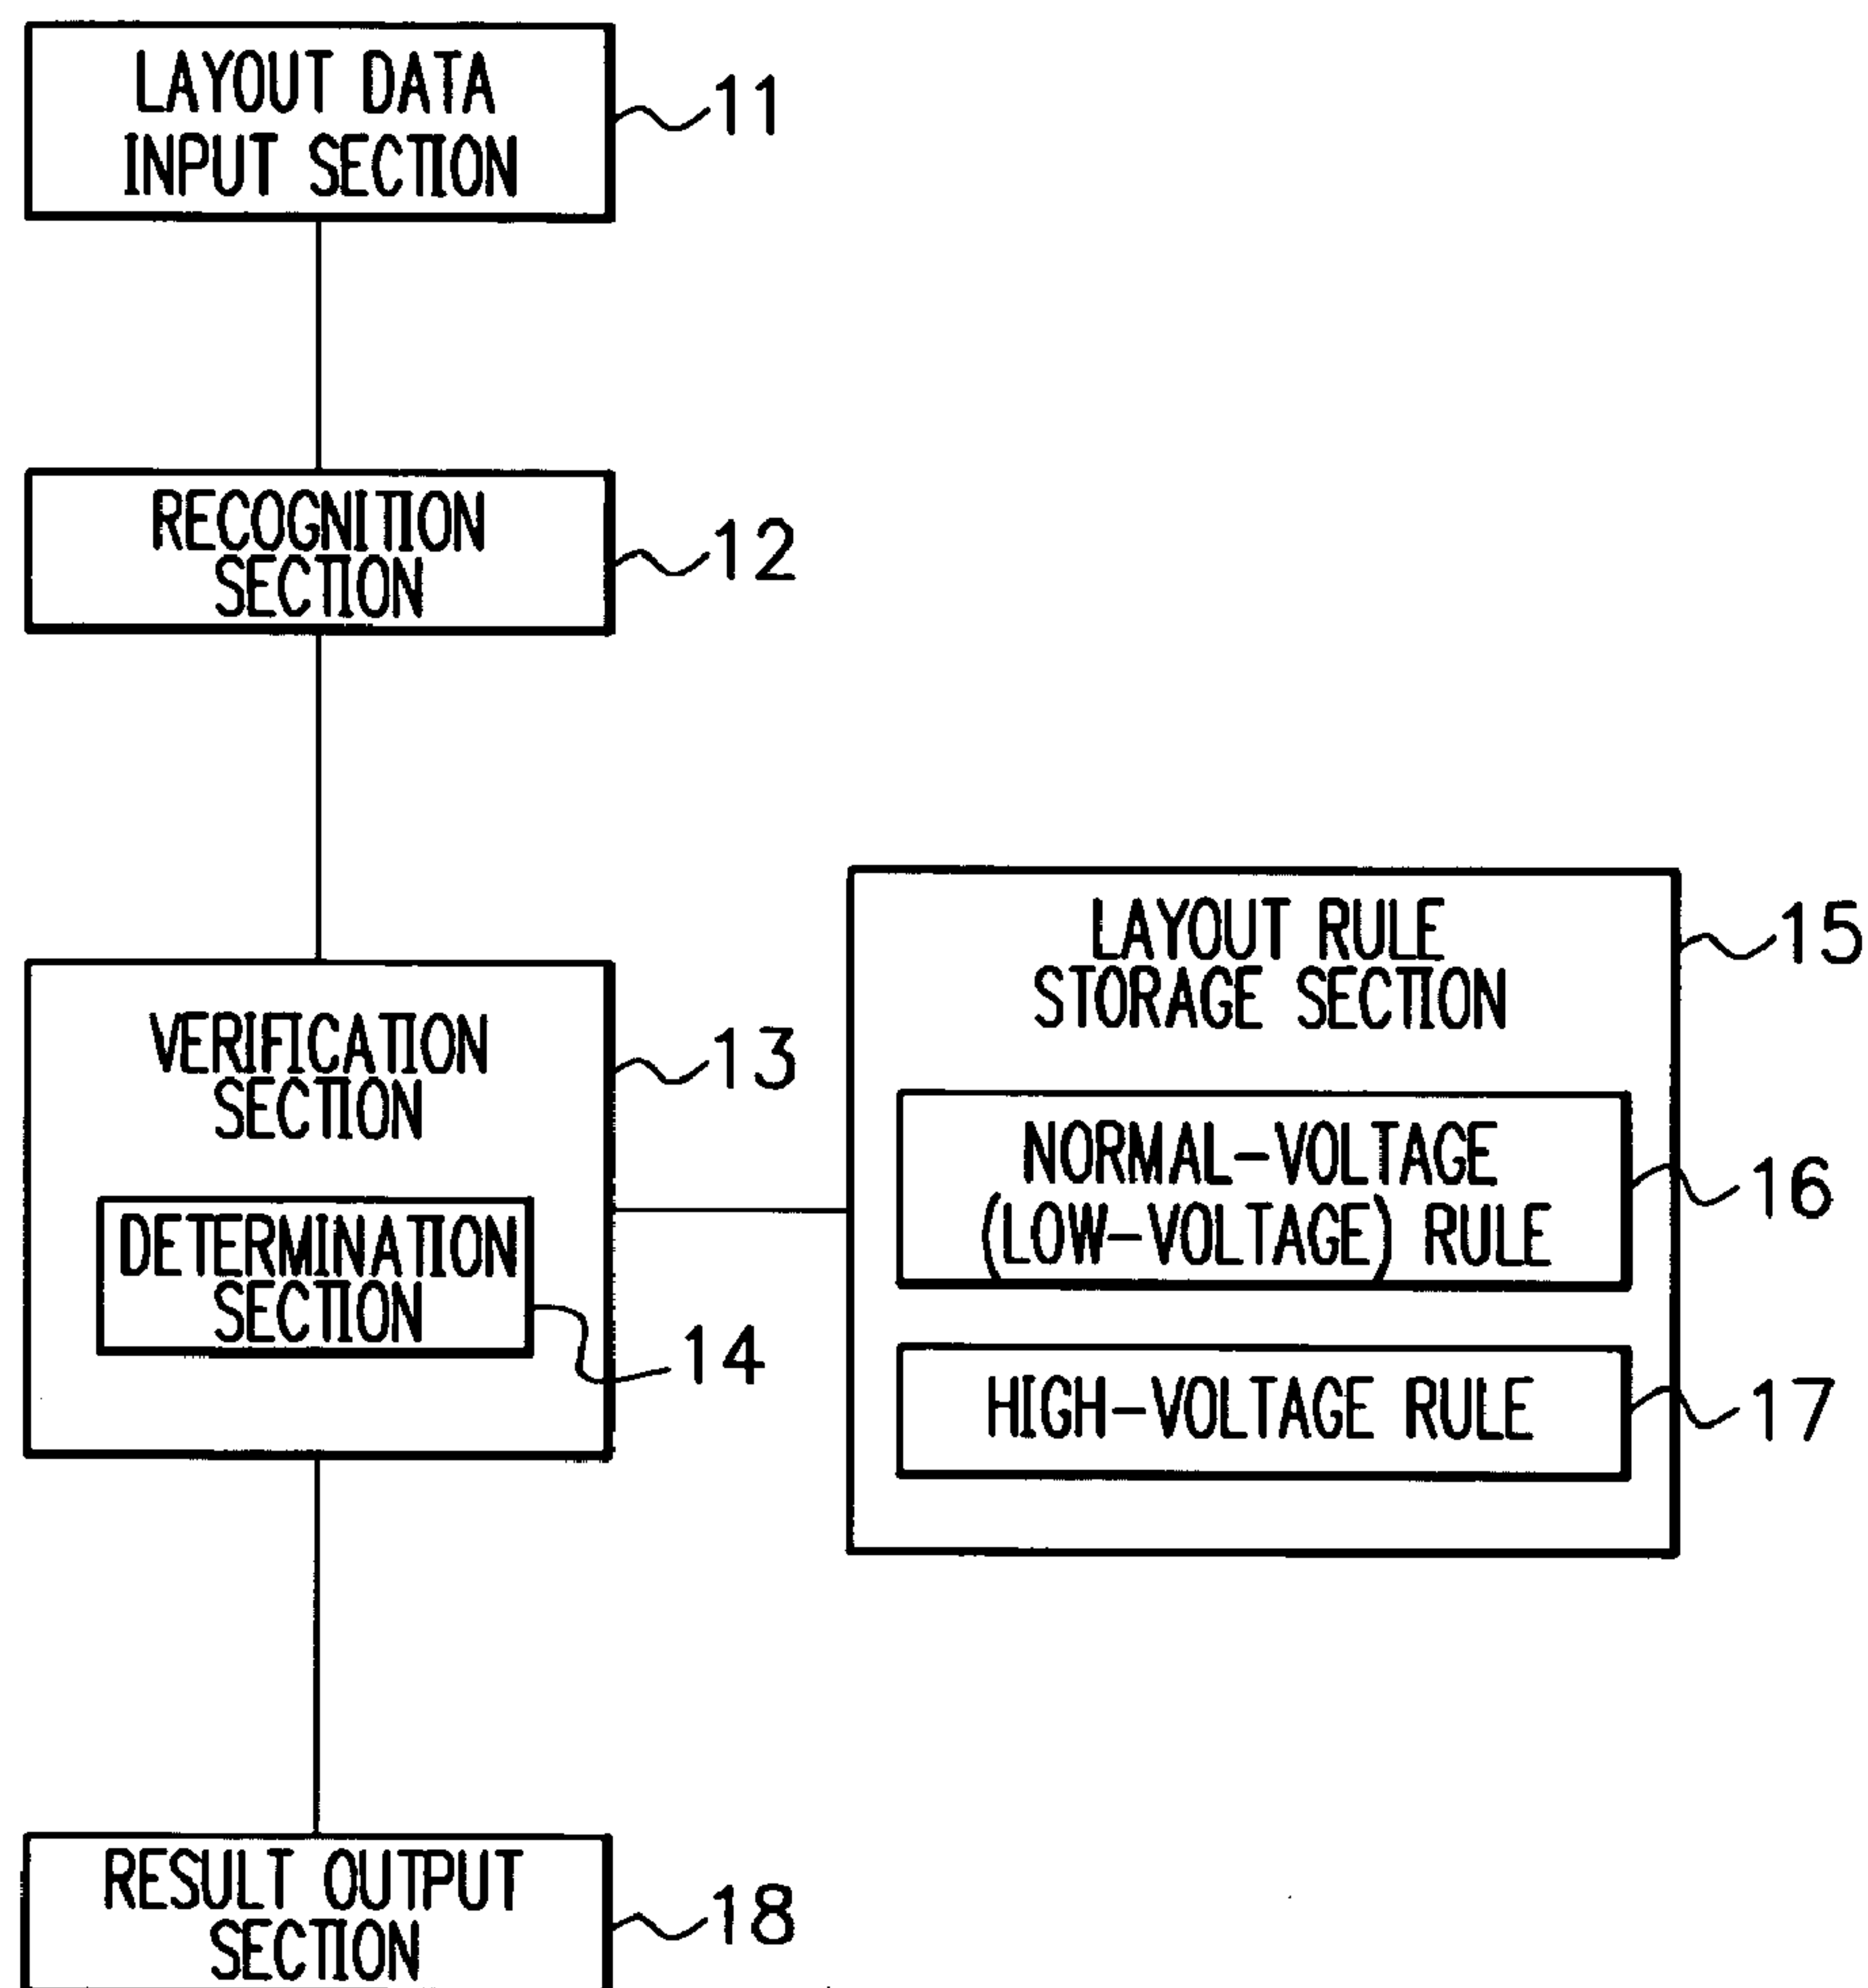 LAYOUT DATA
INPUT SECTION
11
RECOGNITION
SECTION
12
VERIFICATION
SECTION
13
DETERMINATION
SECTION
14
LAYOUT RULE
STORAGE SECTION
15
NORMAL-VOLTAGE
(LOW-VOLTAGE) RULE
16
HIGH-VOLTAGE RULE
17
RESULT OUTPUT
SECTION
18